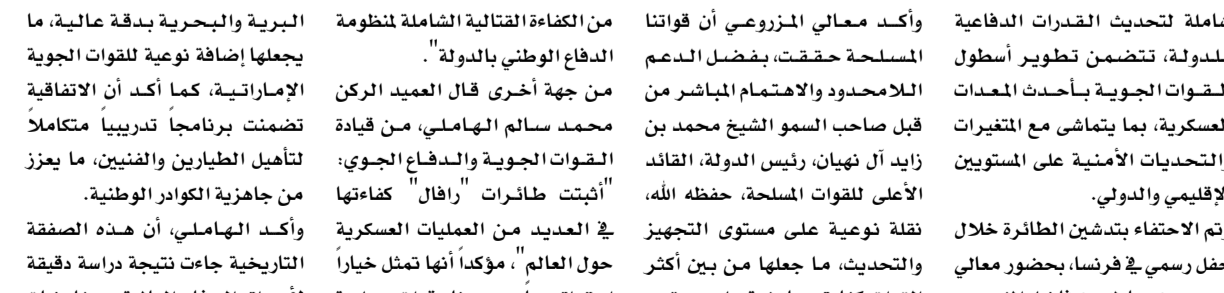 شاملة لتحديث القدرات الدفاعية
للدولة، تتضمن تطوير أسطول
القوات الجوية بأحدث المعدات
العسكرية، بما يتماشى مع المتغيرات
والتحديات الأمنية على المستويين
الإقليمي والدولي.
وتم الاحتفاء بتدشين الطائرة خلال
حفل رسمي في فرنسا، بحضور معالي
وأكد معالي المزروعي أن قواتنا
المسلحة حققت، بفضل الدعم
اللامحدود والاهتمام المباشر من
قبل صاحب السمو الشيخ محمد بن
زايد آل نهيان، رئيس الدولة، القائد
الأعلى للقوات المسلحة، حفظه الله،
نقلة نوعية على مستوى التجهيز
والتحديث، ما جعلها من بين أكثر
من الكفاءة القتالية الشاملة لمنظومة
الدفاع الوطني بالدولة".
من جهة أخرى قال العميد الركن
محمد سالم الهاملي، من قيادة
القوات الجوية والدفاع الجوي:
"أثبتت طائرات "رافال" كفاءتها
في العديد من العمليات العسكرية
حول العالم"، مؤكداً أنها تمثل خياراً
البرية والبحرية بدقة عالية، ما
يجعلها إضافة نوعية للقوات الجوية
الإماراتية، كما أكد أن الاتفاقية
تضمنت برنامجاً تدريبياً متكاملاً
لتأهيل الطيارين والفنيين، ما يعزز
من جاهزية الكوادر الوطنية.
وأكد الهاملي، أن هذه الصفقة
التاريخية جاءت نتيجة دراسة دقيقة